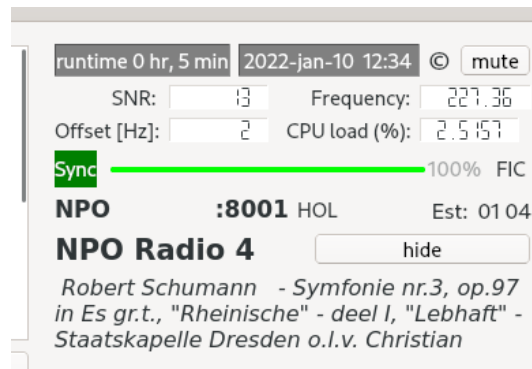 runtime 0 hr, 5 min 2022-jan-10 12:34 © mute
SNR: 13 Frequency: 227.36
Offset [Hz]: 2 CPU load (%): 2.5157
Sync 100% FIC
NPO :8001 HOL Est: 01 04
NPO Radio 4 hide
Robert Schumann - Symfonie nr.3, op.97
in Es gr.t., "Rheinische" - deel I, "Lebhaft" -
Staatskapelle Dresden o.l.v. Christian